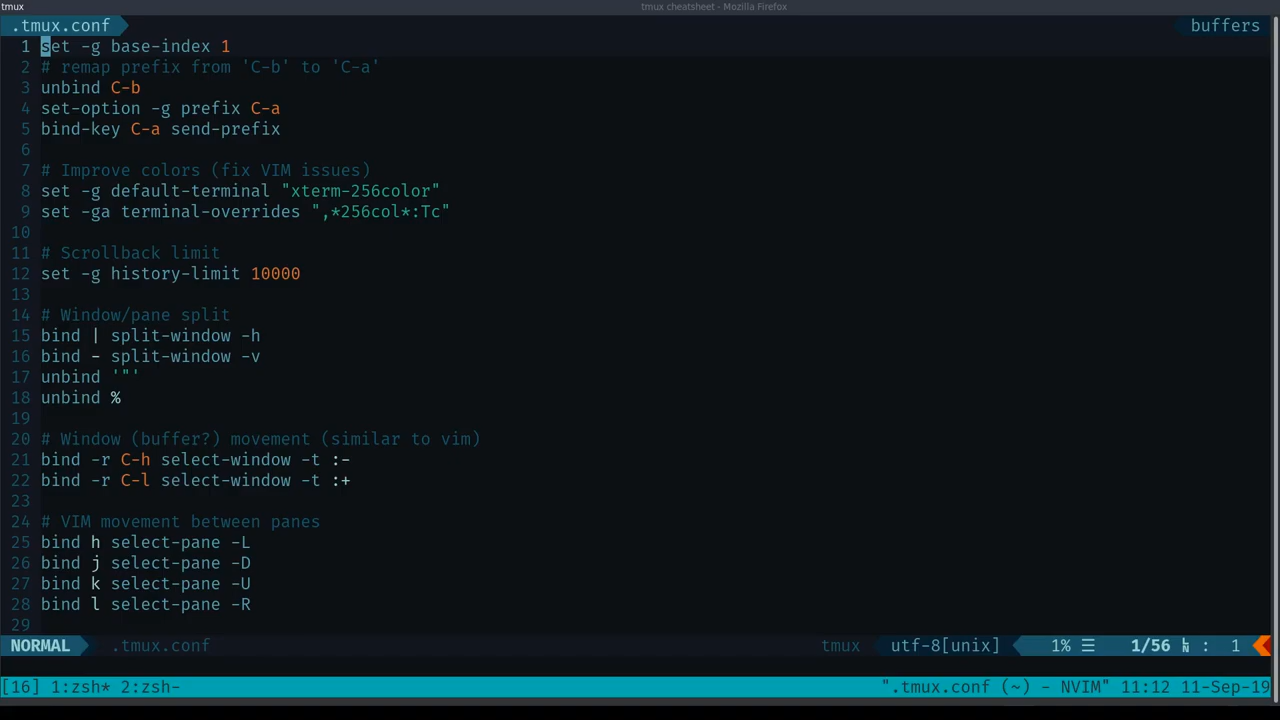 tmux
tmux cheatsheet - Mozilla Firefox
.tmux.conf
buffers
1 set -g base-index 1
2 # remap prefix from 'C-b' to 'C-a'
3 unbind C-b
4 set-option -g prefix C-a
5 bind-key C-a send-prefix
6
7 # Improve colors (fix VIM issues)
8 set -g default-terminal "xterm-256color"
9 set -ga terminal-overrides ",*256col*:Tc"
10
11 # Scrollback limit
12 set -g history-limit 10000
13
14 # Window/pane split
15 bind | split-window -h
16 bind - split-window -v
17 unbind '"'
18 unbind %
19
20 # Window (buffer?) movement (similar to vim)
21 bind -r C-h select-window -t :-
22 bind -r C-l select-window -t :+
23
24 # VIM movement between panes
25 bind h select-pane -L
26 bind j select-pane -D
27 bind k select-pane -U
28 bind l select-pane -R
29
NORMAL .tmux.conf tmux utf-8[unix] 1% ☰ 1/56 ㏑ : 1
[16] 1:zsh* 2:zsh- ".tmux.conf (~) - NVIM" 11:12 11-Sep-19